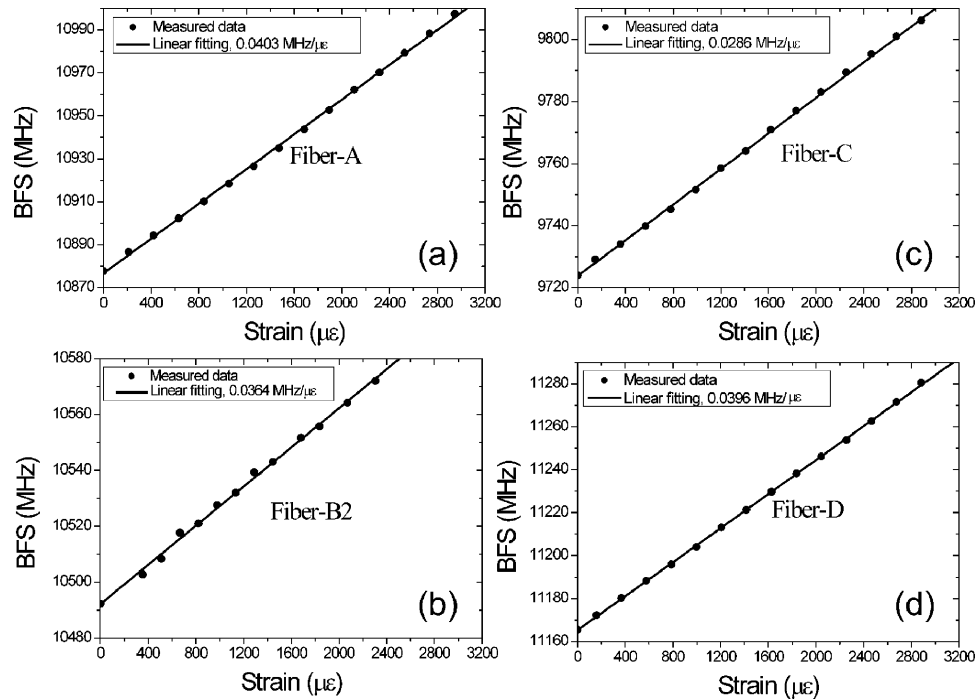 Measured data
Linear fitting, 0.0403 MHz/με
10990
10970
10950
10930
10910
10890
10870
BFS (MHz)
Fiber-A
(a)
0 400 800 1200 1600 2000 2400 2800 3200
Strain (με)
Measured data
Linear fitting, 0.0286 MHz/με
9800
9780
9760
9740
9720
BFS (MHz)
Fiber-C
(c)
0 400 800 1200 1600 2000 2400 2800 3200
Strain (με)
Measured data
Linear fitting, 0.0364 MHz/με
10580
10560
10540
10520
10500
10480
BFS (MHz)
Fiber-B2
(b)
0 400 800 1200 1600 2000 2400 2800 3200
Strain (με)
Measured data
Linear fitting, 0.0396 MHz/με
11280
11260
11240
11220
11200
11180
11160
BFS (MHz)
Fiber-D
(d)
0 400 800 1200 1600 2000 2400 2800 3200
Strain (με)